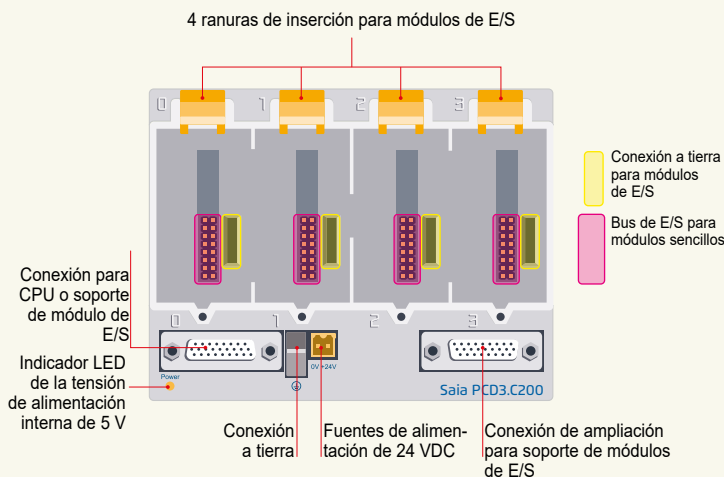 4 ranuras de inserción para módulos de E/S
0 1 2 3
Conexión a tierra
para módulos
de E/S
Bus de E/S para
módulos sencillos
Conexión para
CPU o soporte
de módulo de
E/S
0 1 2 3
Indicador LED
de la tensión
de alimentación
interna de 5 V
Power
0V +24V
Saia PCD3.C200
Conexión
a tierra
Fuentes de alimen-
tación de 24 VDC
Conexión de ampliación
para soporte de módulos
de E/S